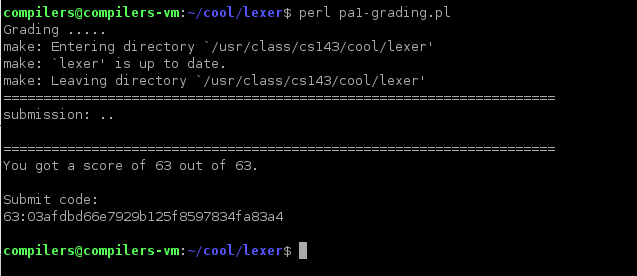 compilers@compilers-vm:~/cool/lexer$ perl pa1-grading.pl
Grading .....
make: Entering directory `/usr/class/cs143/cool/lexer'
make: `lexer' is up to date.
make: Leaving directory `/usr/class/cs143/cool/lexer'
=====================================================================
submission: ..
=====================================================================
You got a score of 63 out of 63.
Submit code:
63:03afdbd66e7929b125f8597834fa83a4
compilers@compilers-vm:~/cool/lexer$